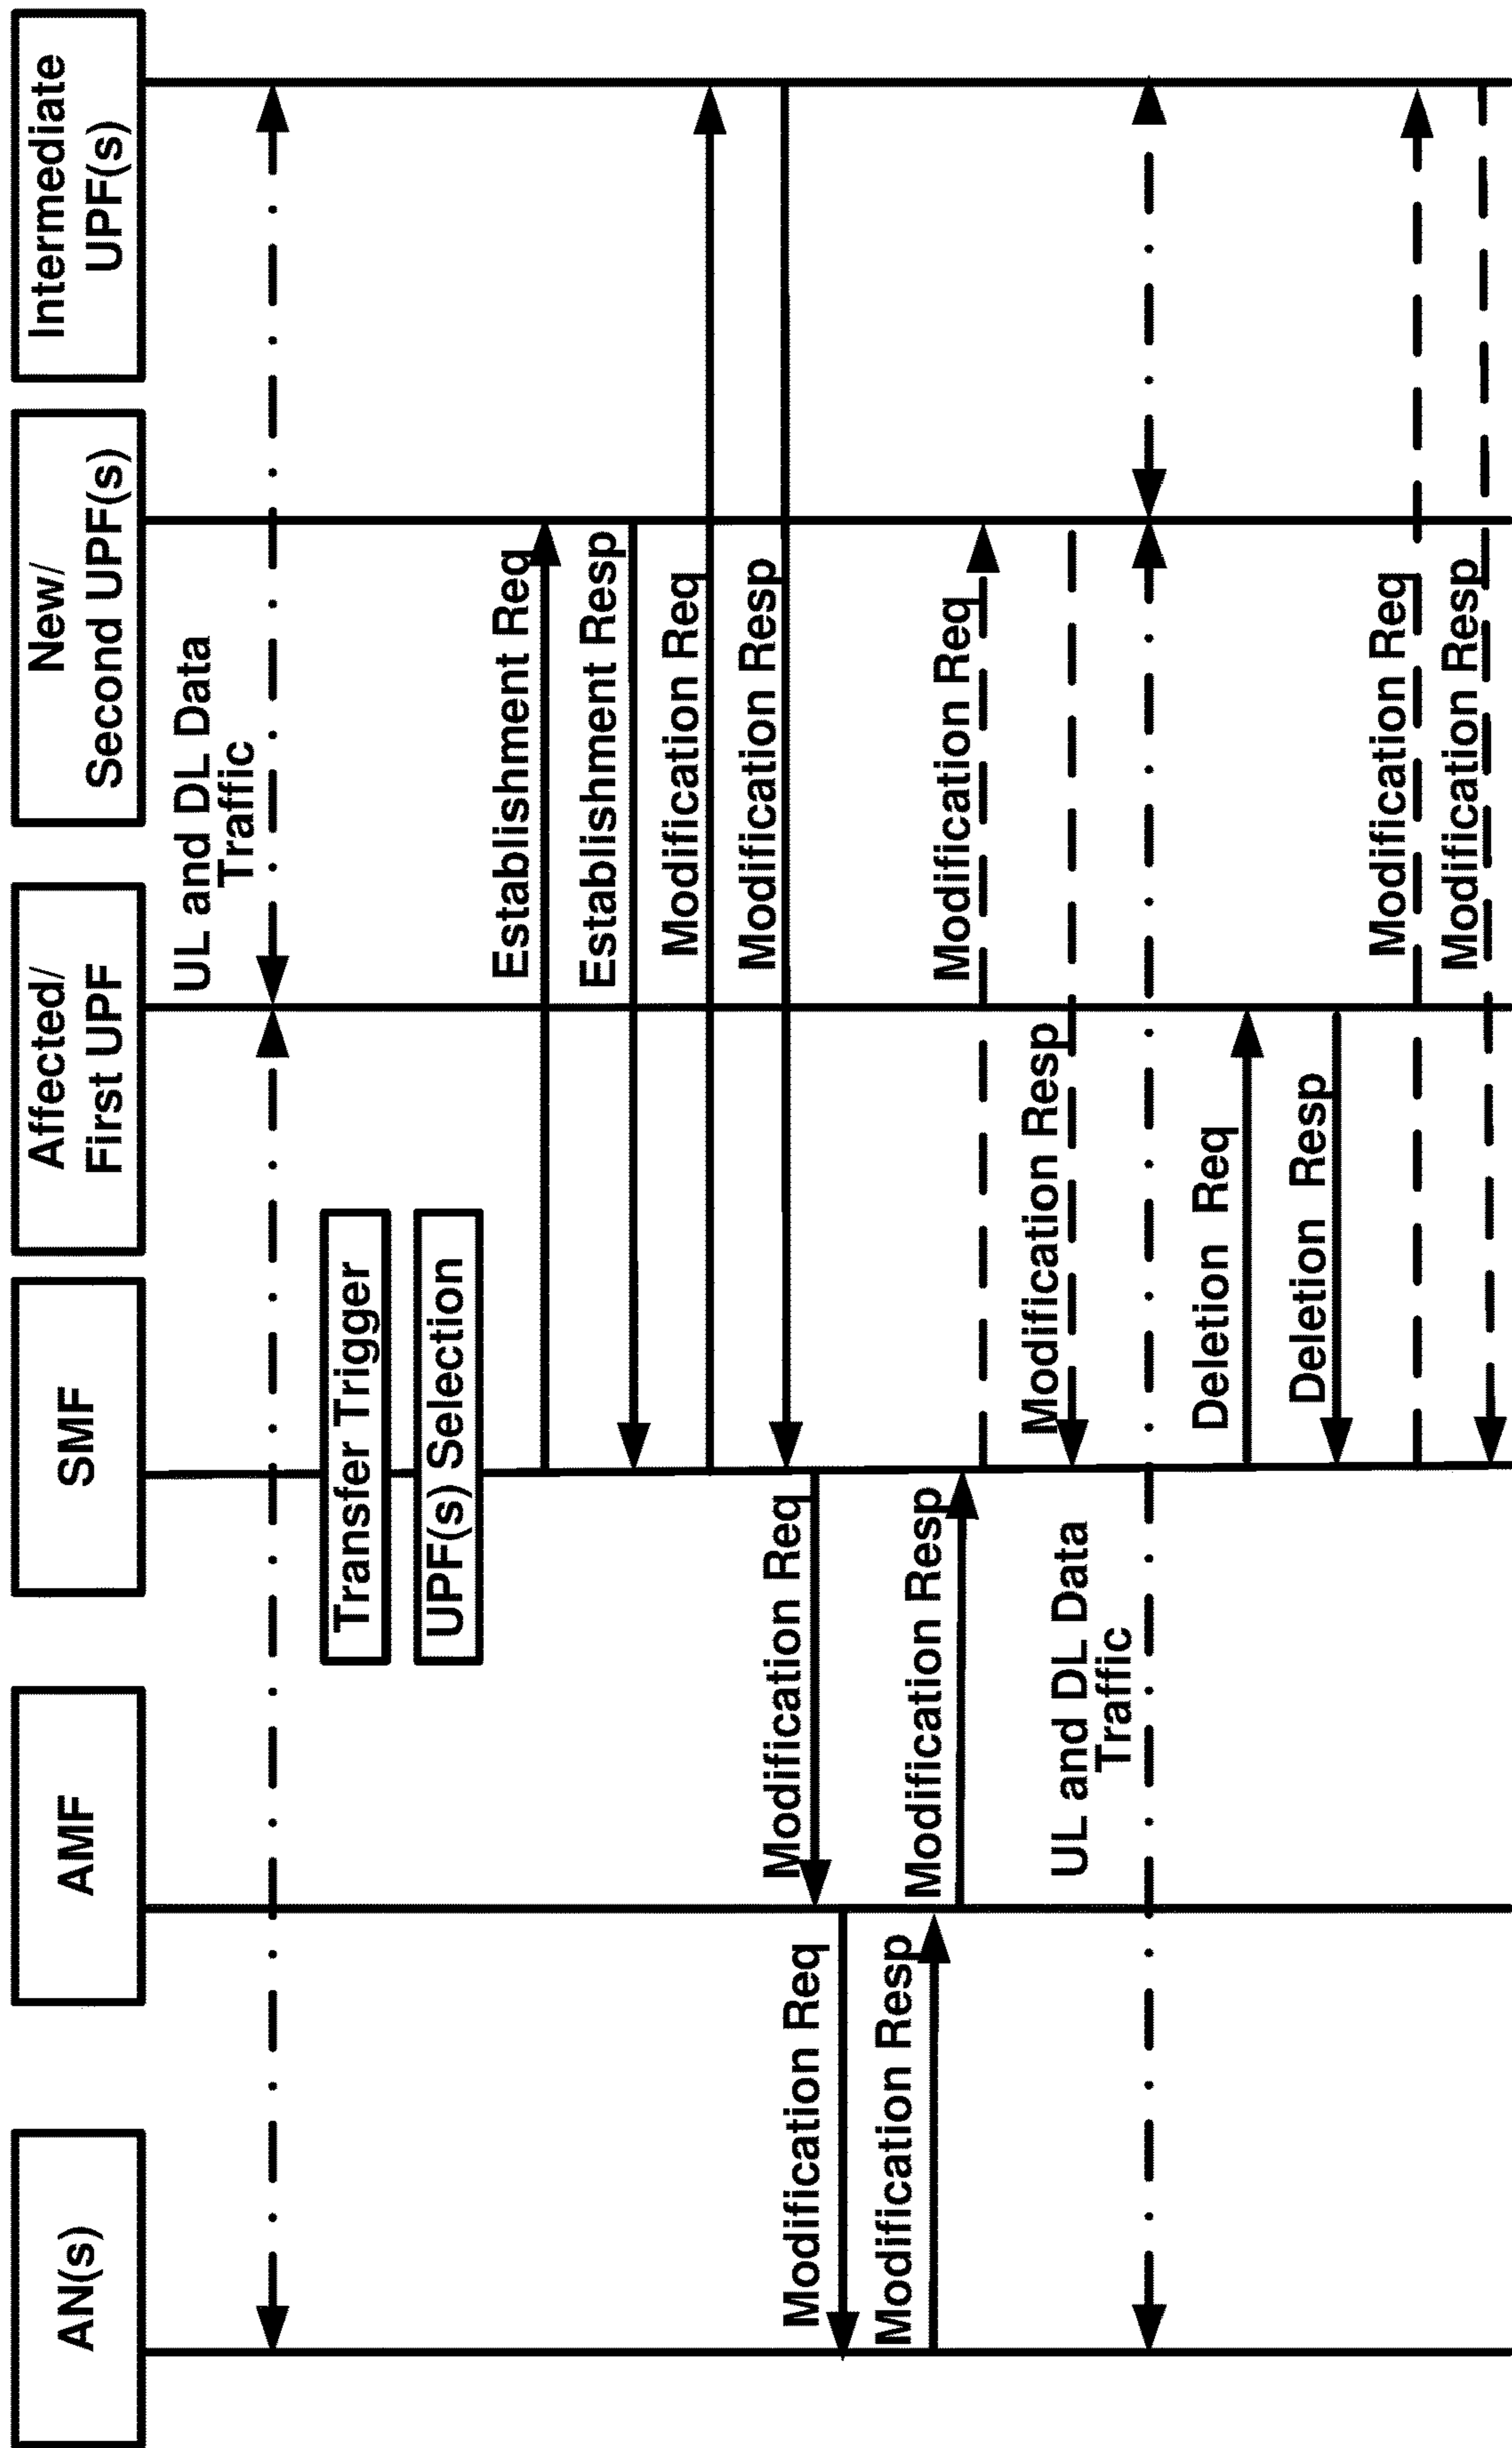 AN(s)
AMF
SMF
Affected/
First UPF
New/
Second UPF(s)
Intermediate
UPF(s)
UL and DL Data
Traffic
Transfer Trigger
UPF(s) Selection
Establishment Req
Establishment Resp
Modification Req
Modification Resp
Modification Req
Modification Req
Modification Resp
Modification Resp
Modification Req
Modification Resp
UL and DL Data
Traffic
Deletion Req
Deletion Resp
Modification Req
Modification Resp